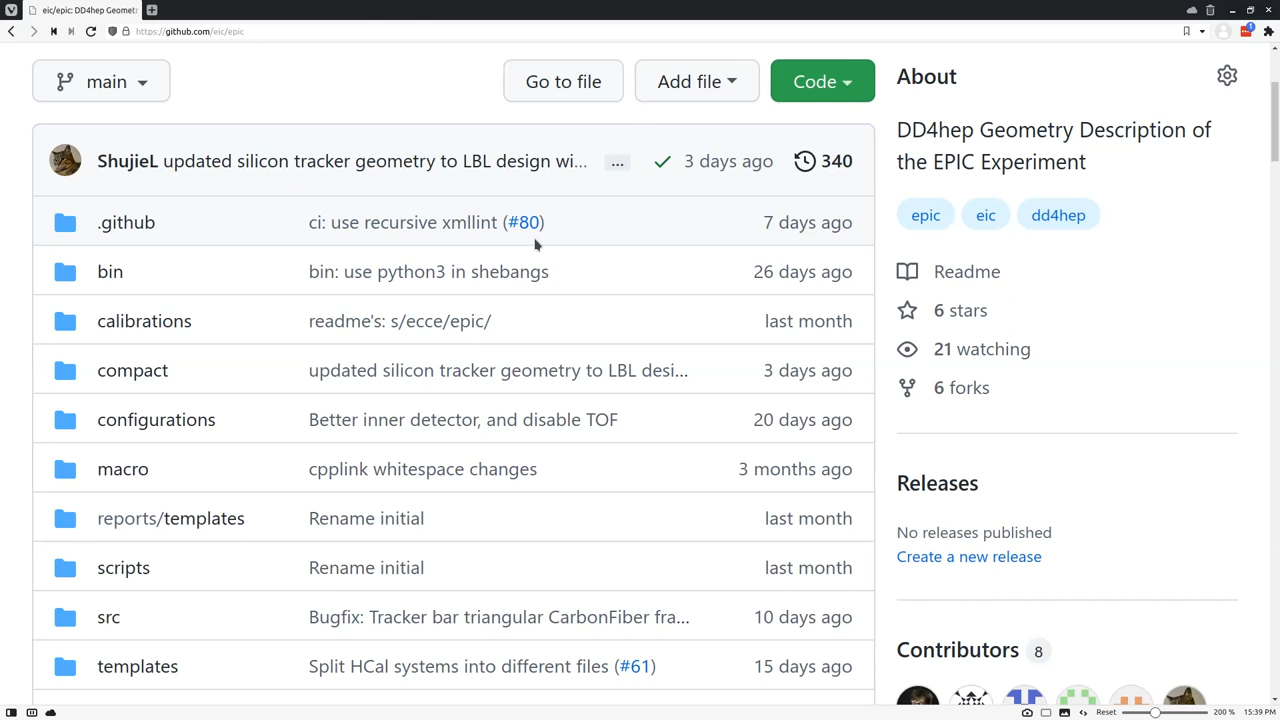 eic/epic: DD4hep Geometr
https://github.com/eic/epic
1
main
Go to file
Add file
Code
ShujieL updated silicon tracker geometry to LBL design wi... ... 3 days ago 340
.github ci: use recursive xmllint (#80) 7 days ago
bin bin: use python3 in shebangs 26 days ago
calibrations readme's: s/ecce/epic/ last month
compact updated silicon tracker geometry to LBL desi... 3 days ago
configurations Better inner detector, and disable TOF 20 days ago
macro cpplink whitespace changes 3 months ago
reports/templates Rename initial last month
scripts Rename initial last month
src Bugfix: Tracker bar triangular CarbonFiber fra... 10 days ago
templates Split HCal systems into different files (#61) 15 days ago
About
DD4hep Geometry Description of
the EPIC Experiment
epic eic dd4hep
Readme
6 stars
21 watching
6 forks
Releases
No releases published
Create a new release
Contributors 8
Reset 200 % 15:39 PM